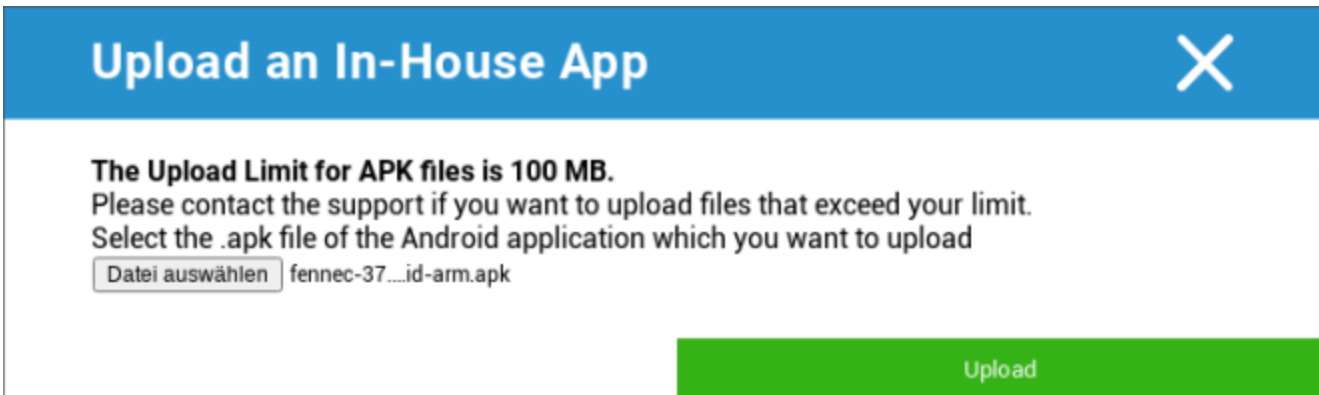 Upload an In-House App
The Upload Limit for APK files is 100 MB.
Please contact the support if you want to upload files that exceed your limit.
Select the .apk file of the Android application which you want to upload
Datei auswählen fennec-37....id-arm.apk
Upload